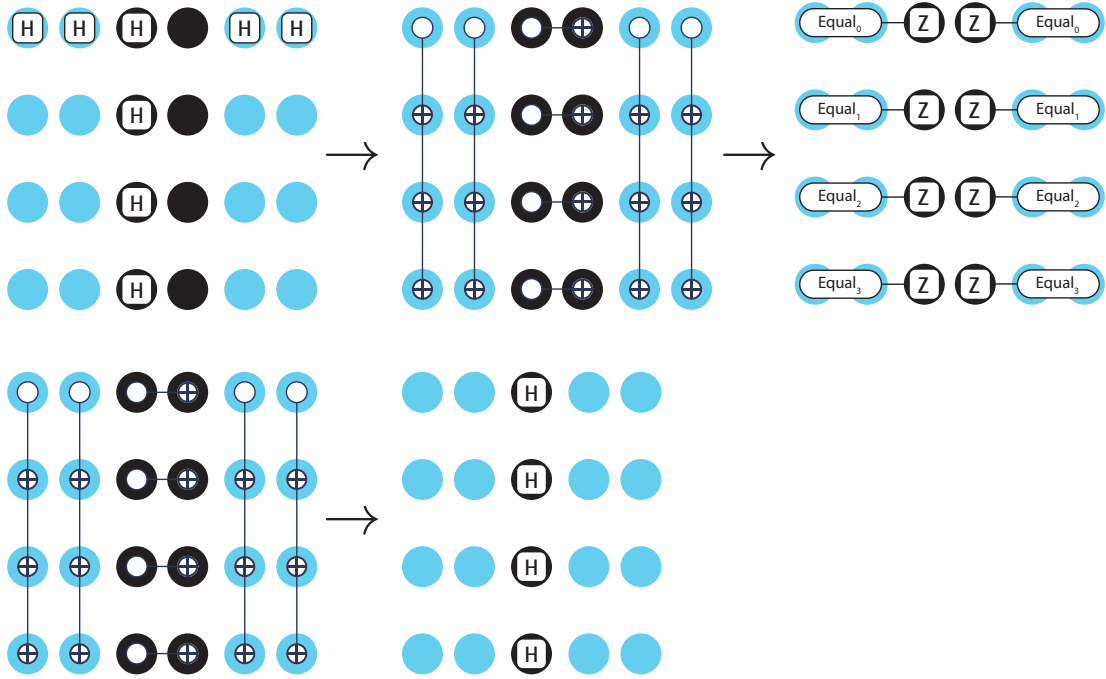 H H H H H
H
H
H
Equal₀ Z Z Equal₀
Equal₁ Z Z Equal₁
Equal₂ Z Z Equal₂
Equal₃ Z Z Equal₃
H
H
H
H